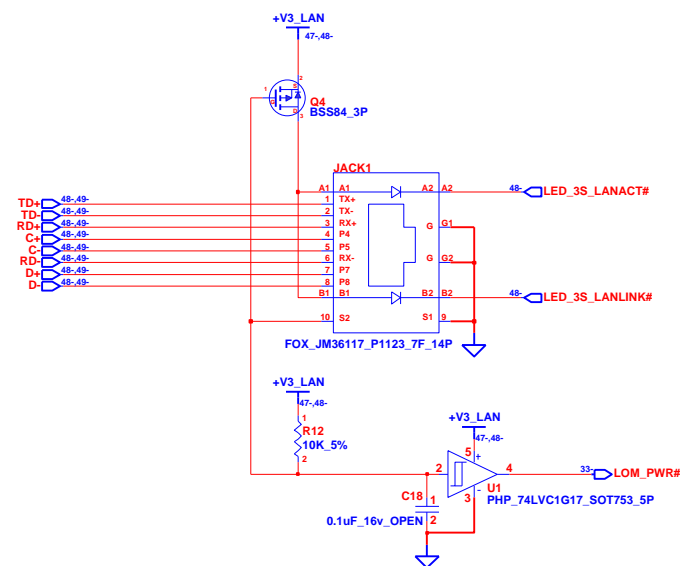 +V3_LAN
47-,48-
2
S
1
G
D
Q4
BSS84_3P
3
JACK1
A1 A1 A2 A2 48- LED_3S_LANACT#
TD+ 48-,49- 1 TX+
TD- 48-,49- 2 TX-
RD+ 48-,49- 3 RX+ G G1
C+ 48-,49- 4 P4
C- 48-,49- 5 P5
RD- 48-,49- 6 RX- G G2
D+ 48-,49- 7 P7
D- 48-,49- 8 P8
B1 B1 B2 B2 48- LED_3S_LANLINK#
10 S2 S1 9
FOX_JM36117_P1123_7F_14P
+V3_LAN
47-,48-
1
R12
10K_5%
2
+V3_LAN
47-,48-
5 +
2 4 33- LOM_PWR#
U1
- 3
PHP_74LVC1G17_SOT753_5P
C18 1
0.1uF_16v_OPEN 2